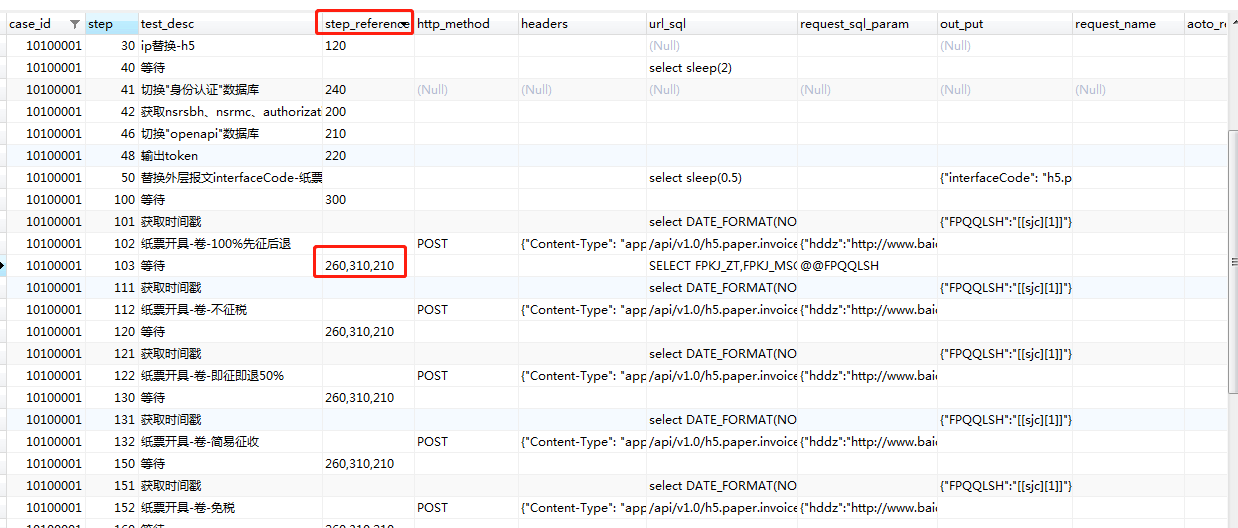 case_id step test_desc step_reference http_method headers url_sql request_sql_param out_put request_name aoto_re
10100001 30 ip替换-h5 120 (Null) (Null)
10100001 40 等待 select sleep(2)
10100001 41 切换"身份认证"数据库 240 (Null) (Null) (Null) (Null) (Null) (Null)
10100001 42 获取nsrsbh、nsrmc、authorizat 200
10100001 46 切换"openapi"数据库 210
10100001 48 输出token 220
10100001 50 替换外层报文interfaceCode-纸票 select sleep(0.5) {"interfaceCode": "h5.p
10100001 100 等待 300
10100001 101 获取时间戳 select DATE_FORMAT(NO {"FPQQLSH":"[[sjc][1]]"}
10100001 102 纸票开具-卷-100%先征后退 POST {"Content-Type": "app /api/v1.0/h5.paper.invoice {"hddz":"http://www.baid
10100001 103 等待 260,310,210 SELECT FPKJ_ZT,FPKJ_MSG @@FPQQLSH
10100001 111 获取时间戳 select DATE_FORMAT(NO {"FPQQLSH":"[[sjc][1]]"}
10100001 112 纸票开具-卷-不征税 POST {"Content-Type": "app /api/v1.0/h5.paper.invoice {"hddz":"http://www.baid
10100001 120 等待 260,310,210
10100001 121 获取时间戳 select DATE_FORMAT(NO {"FPQQLSH":"[[sjc][1]]"}
10100001 122 纸票开具-卷-即征即退50% POST {"Content-Type": "app /api/v1.0/h5.paper.invoice {"hddz":"http://www.baid
10100001 130 等待 260,310,210
10100001 131 获取时间戳 select DATE_FORMAT(NO {"FPQQLSH":"[[sjc][1]]"}
10100001 132 纸票开具-卷-简易征收 POST {"Content-Type": "app /api/v1.0/h5.paper.invoice {"hddz":"http://www.baid
10100001 150 等待 260,310,210
10100001 151 获取时间戳 select DATE_FORMAT(NO {"FPQQLSH":"[[sjc][1]]"}
10100001 152 纸票开具-卷-免税 POST {"Content-Type": "app /api/v1.0/h5.paper.invoice {"hddz":"http://www.baid
10100001 160 等待 260,310,210